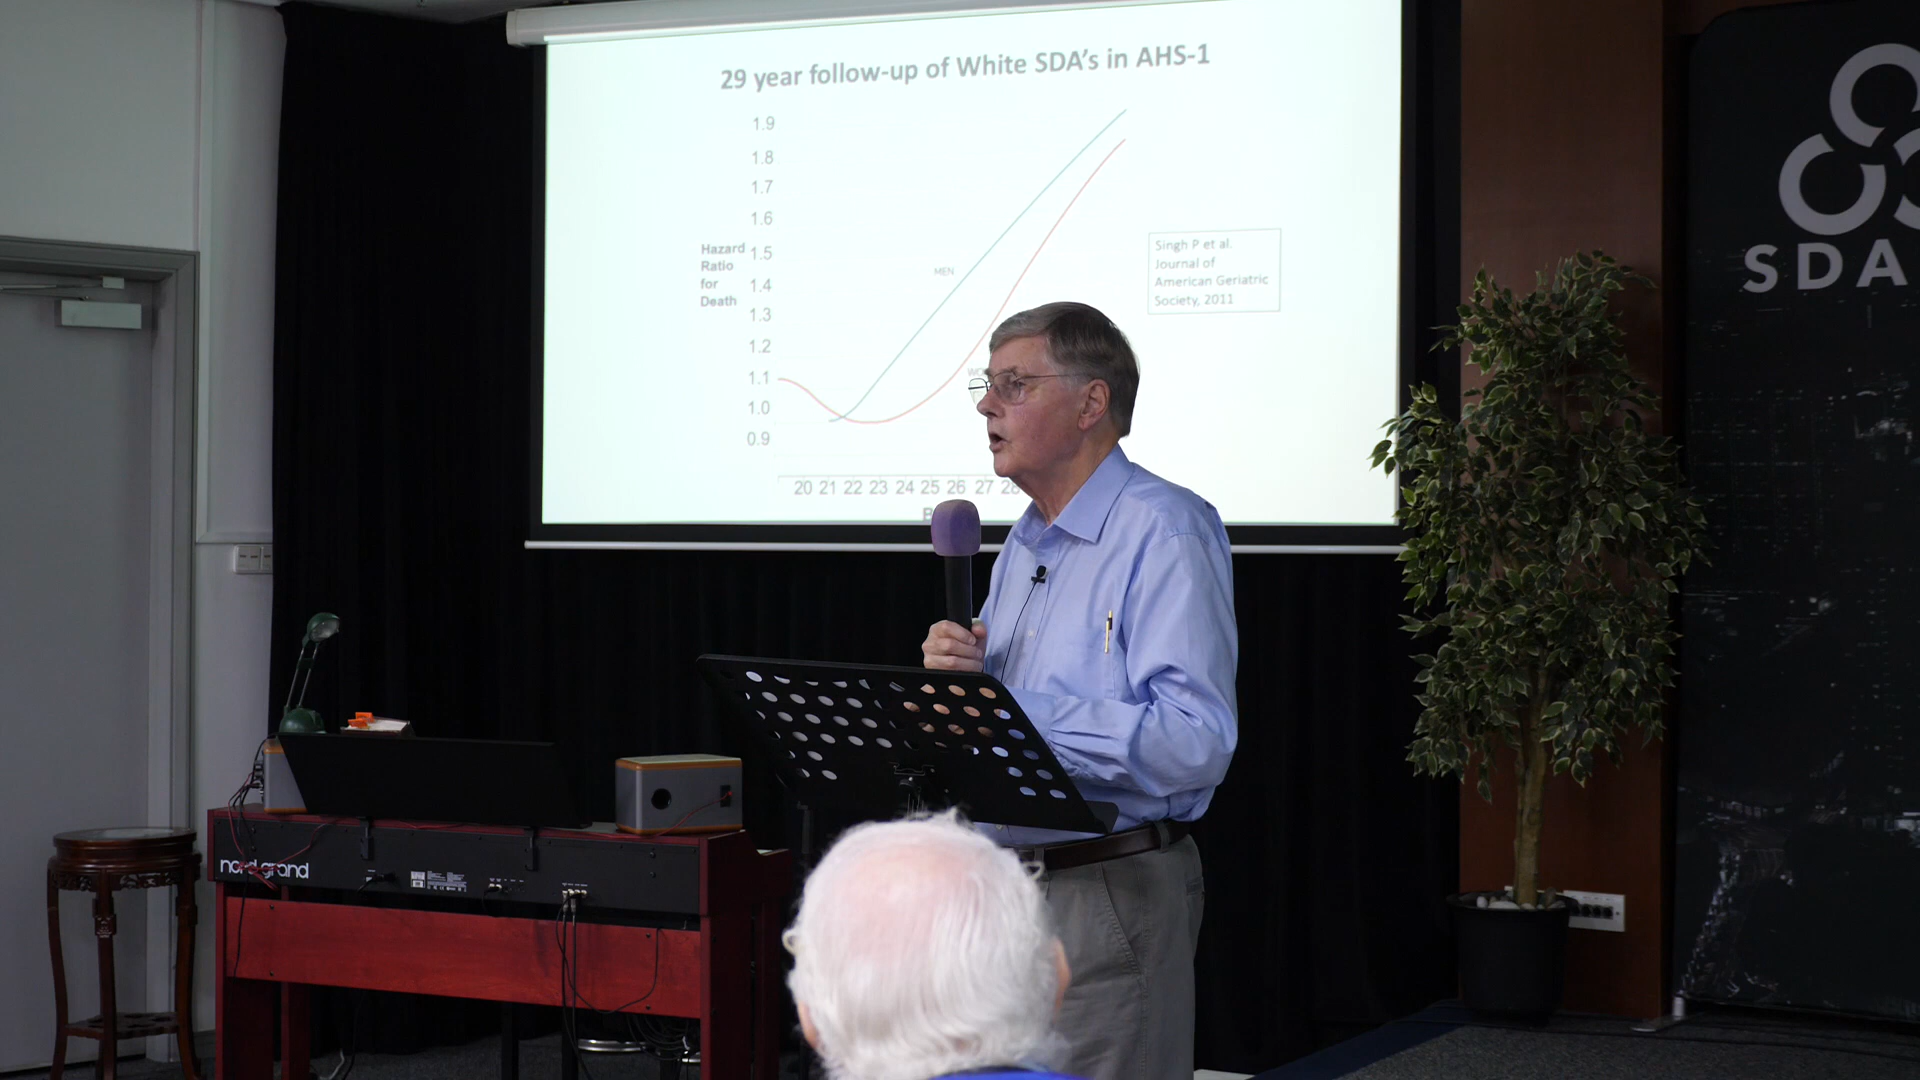 29 year follow-up of White SDA's in AHS-1
1.9
1.8
1.7
1.6
1.5
1.4
1.3
1.2
1.1
1.0
0.9
Hazard
Ratio
for
Death
MEN
Singh P et al.
Journal of
American Geriatric
Society, 2011
20 21 22 23 24 25 26 27 28
SDA
nord grand